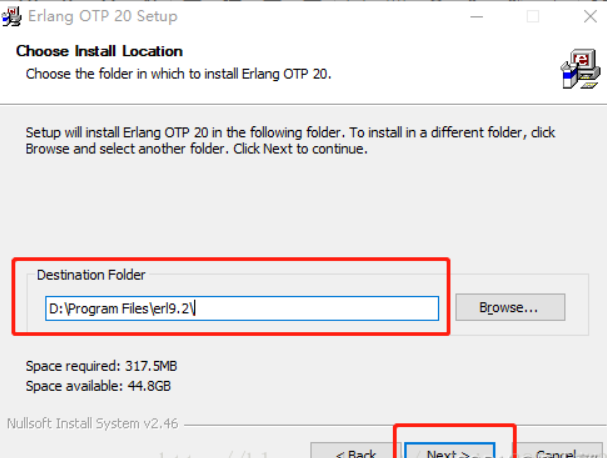 Erlang OTP 20 Setup
Choose Install Location
Choose the folder in which to install Erlang OTP 20.
Setup will install Erlang OTP 20 in the following folder. To install in a different folder, click
Browse and select another folder. Click Next to continue.
Destination Folder
D:\Program Files\erl9.2\
Browse...
Space required: 317.5MB
Space available: 44.8GB
Nullsoft Install System v2.46
< Back Next > Cancel